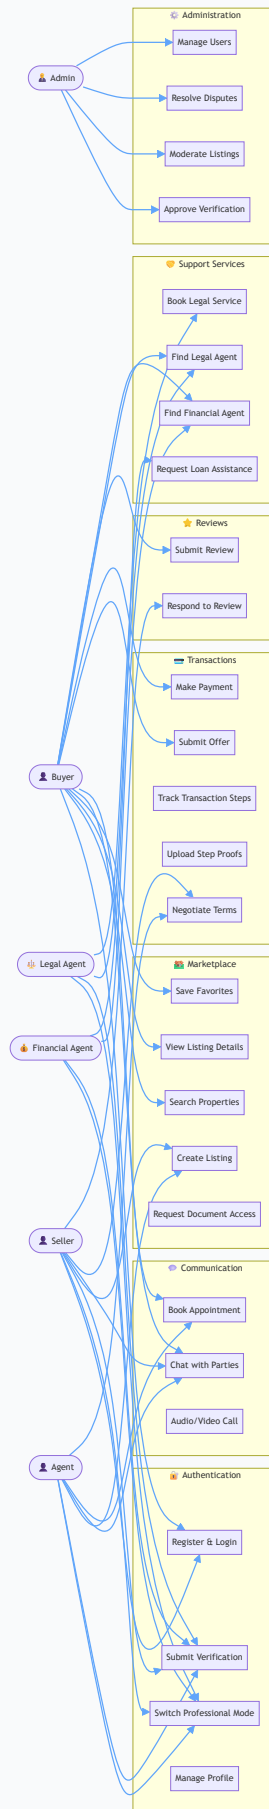 Administration
Manage Users
Admin
Resolve Disputes
Moderate Listings
Approve Verification
Support Services
Book Legal Service
Find Legal Agent
Find Financial Agent
Request Loan Assistance
Reviews
Submit Review
Respond to Review
Transactions
Make Payment
Submit Offer
Buyer
Track Transaction Steps
Upload Step Proofs
Negotiate Terms
Legal Agent
Marketplace
Save Favorites
Financial Agent
View Listing Details
Search Properties
Create Listing
Request Document Access
Seller
Communication
Book Appointment
Chat with Parties
Audio/Video Call
Agent
Authentication
Register & Login
Submit Verification
Switch Professional Mode
Manage Profile